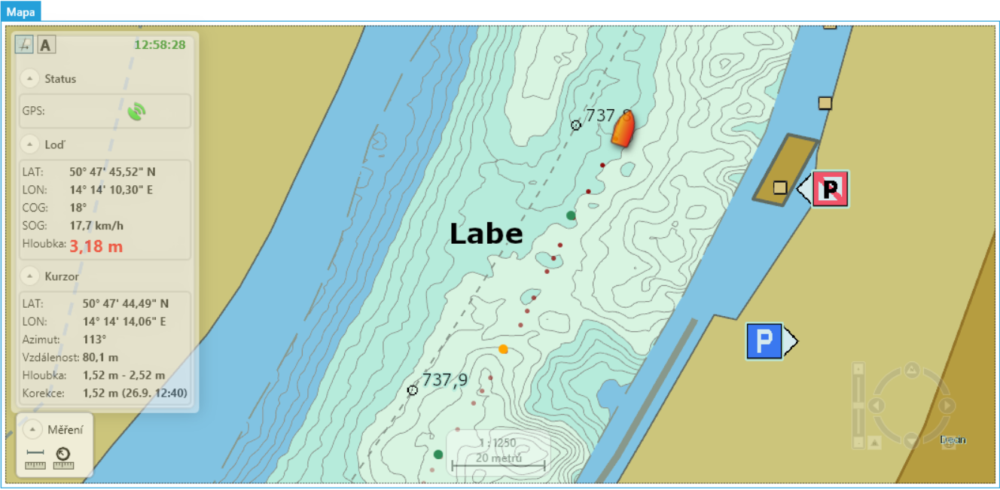 Mapa
A
12:58:28
Status
GPS:
Loď
LAT: 50° 47' 45,52" N
LON: 14° 14' 10,30" E
COG: 18°
SOG: 17,7 km/h
Hloubka: 3,18 m
Kurzor
LAT: 50° 47' 44,49" N
LON: 14° 14' 14,06" E
Azimut: 113°
Vzdálenost: 80,1 m
Hloubka: 1,52 m - 2,52 m
Korekce: 1,52 m (26.9. 12:40)
Měření
737,8
Labe
P
P
737,9
1 : 1250
20 metrů